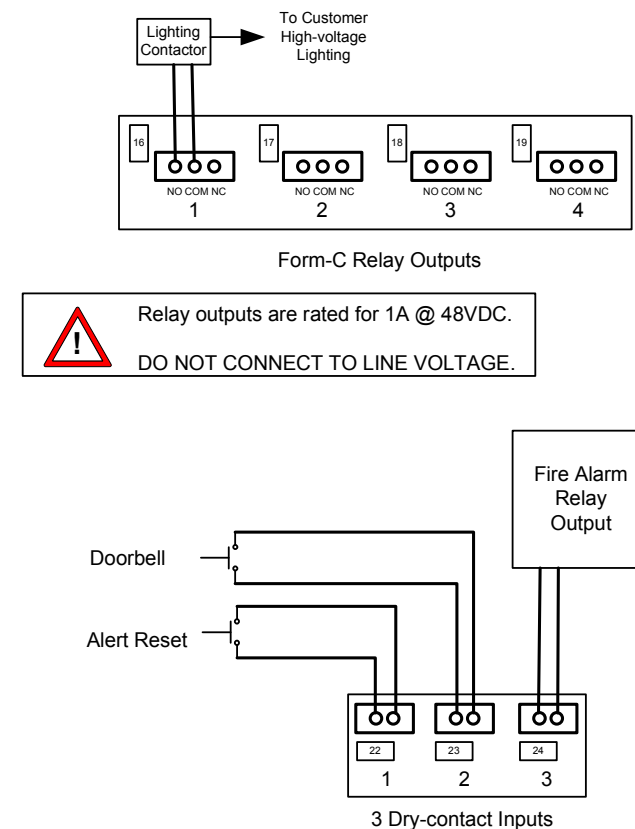 Lighting
Contactor
To Customer
High-voltage
Lighting
16 17 18 19
NO COM NC NO COM NC NO COM NC NO COM NC
1 2 3 4
Form-C Relay Outputs
!
Relay outputs are rated for 1A @ 48VDC.
DO NOT CONNECT TO LINE VOLTAGE.
Fire Alarm
Relay
Output
Doorbell
Alert Reset
22 23 24
1 2 3
3 Dry-contact Inputs